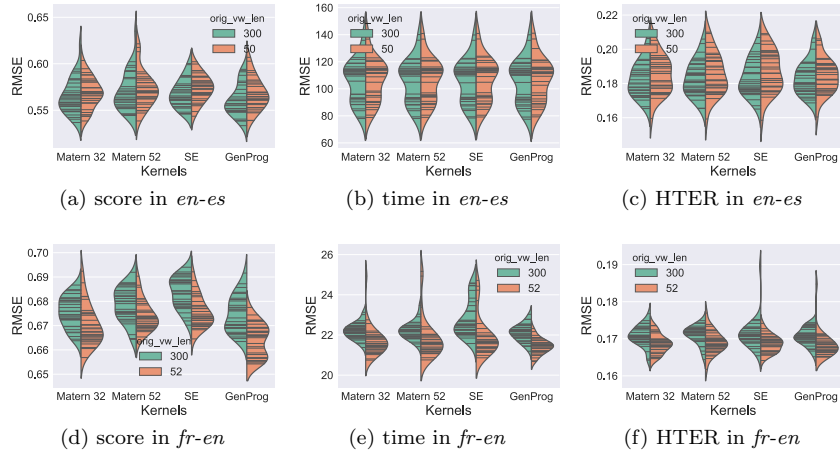 0.65
0.60
0.55
RMSE
orig_vw_len
300
50
Matern 32 Matern 52 SE GenProg
Kernels
(a) score in en-es
160
140
120
100
80
60
RMSE
orig_vw_len
300
50
Matern 32 Matern 52 SE GenProg
Kernels
(b) time in en-es
0.22
0.20
0.18
0.16
RMSE
orig_vw_len
300
50
Matern 32 Matern 52 SE GenProg
Kernels
(c) HTER in en-es
0.70
0.69
0.68
0.67
0.66
0.65
RMSE
orig_vw_len
300
52
Matern 32 Matern 52 SE GenProg
Kernels
(d) score in fr-en
26
24
22
20
RMSE
orig_vw_len
300
52
Matern 32 Matern 52 SE GenProg
Kernels
(e) time in fr-en
0.19
0.18
0.17
0.16
RMSE
orig_vw_len
300
52
Matern 32 Matern 52 SE GenProg
Kernels
(f) HTER in fr-en